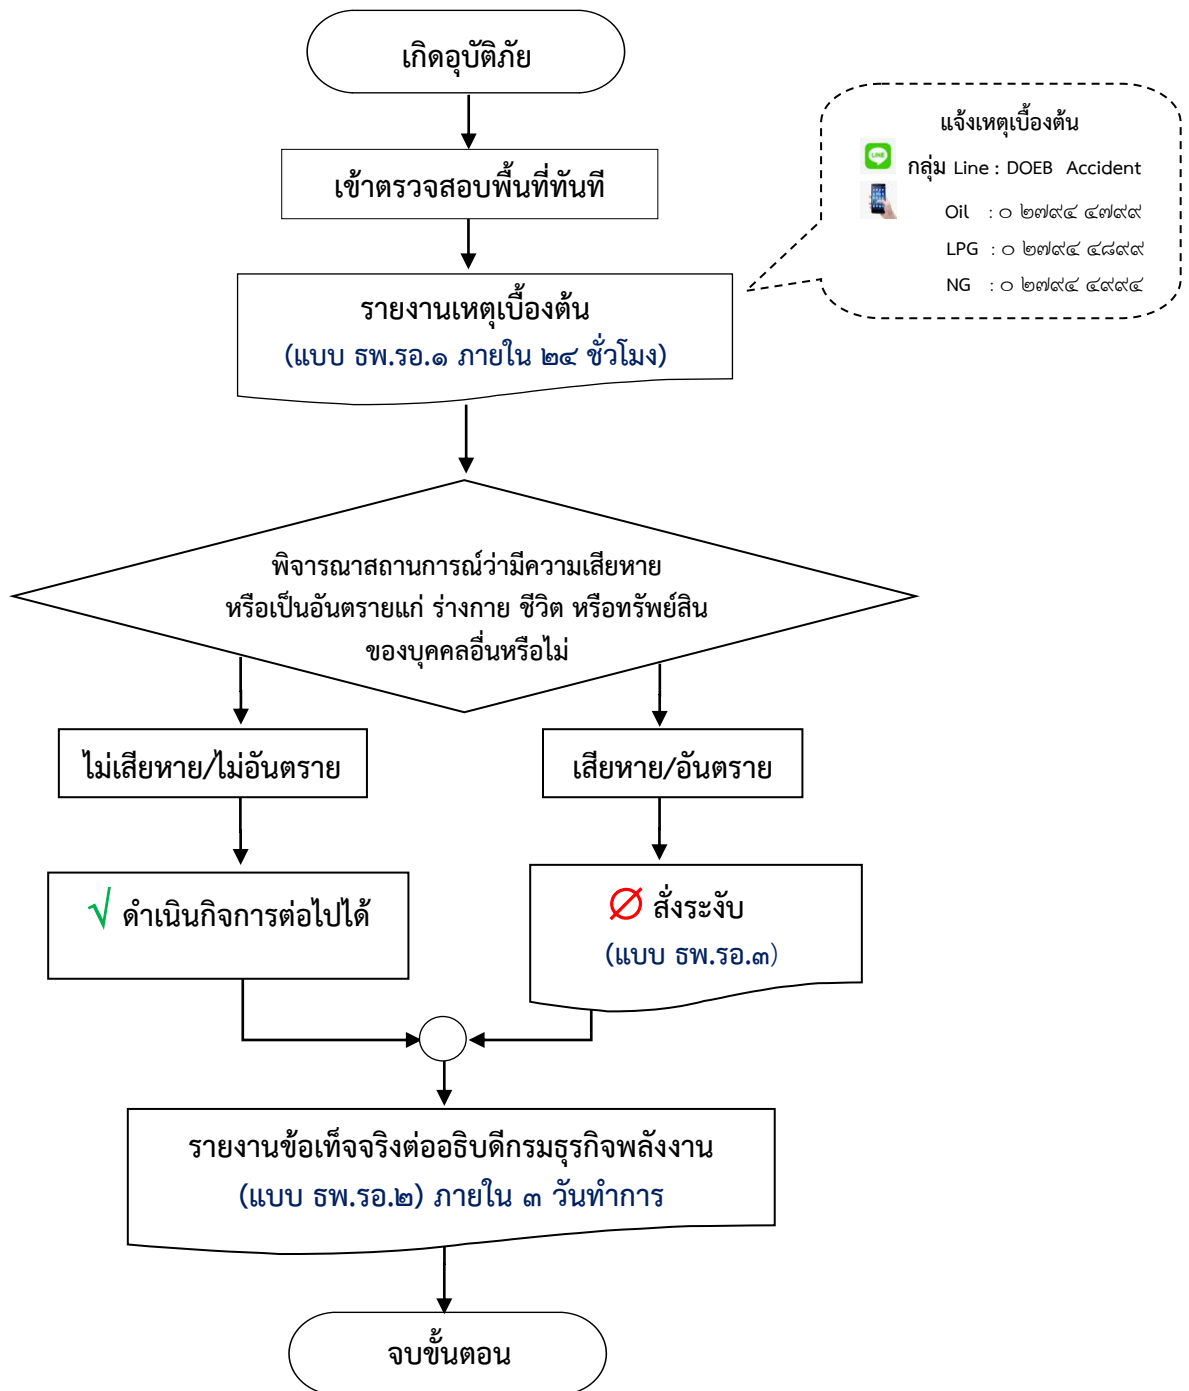 เกิดอุบัติภัย
เข้าตรวจสอบพื้นที่ทันที
แจ้งเหตุเบื้องต้น
LINE
กลุ่ม Line : DOEB Accident
Oil : ๐ ๒๗๙๔ ๔๗๙๙
LPG : ๐ ๒๗๙๔ ๔๘๙๙
NG : ๐ ๒๗๙๔ ๔๙๙๔
รายงานเหตุเบื้องต้น
(แบบ ธพ.รอ.๑ ภายใน ๒๔ ชั่วโมง)
พิจารณาสถานการณ์ว่ามีความเสียหาย
หรือเป็นอันตรายแก่ ร่างกาย ชีวิต หรือทรัพย์สิน
ของบุคคลอื่นหรือไม่
ไม่เสียหาย/ไม่อันตราย
เสียหาย/อันตราย
√ ดำเนินกิจการต่อไปได้
∅ สั่งระงับ
(แบบ ธพ.รอ.๓)
รายงานข้อเท็จจริงต่ออธิบดีกรมธุรกิจพลังงาน
(แบบ ธพ.รอ.๒) ภายใน ๓ วันทำการ
จบขั้นตอน